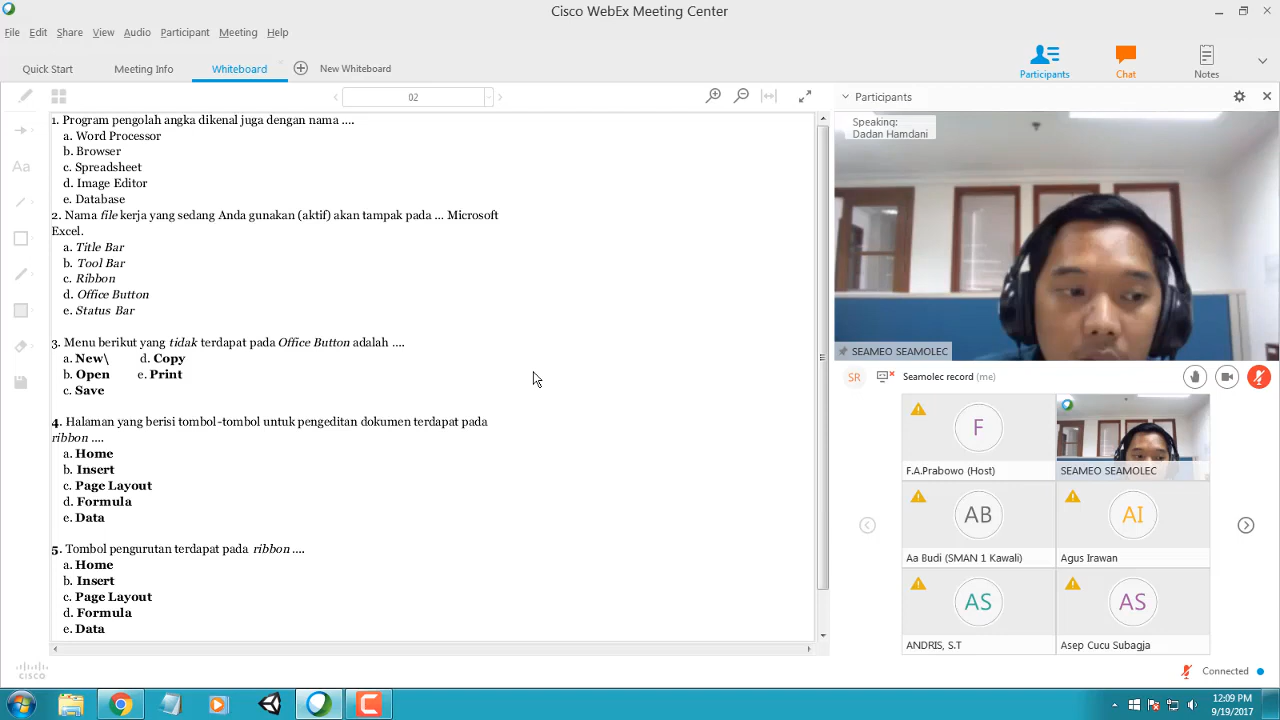 Cisco WebEx Meeting Center
File Edit Share View Audio Participant Meeting Help
Quick Start Meeting Info Whiteboard New Whiteboard
Participants Chat Notes
02
1. Program pengolah angka dikenal juga dengan nama ....
a. Word Processor
b. Browser
c. Spreadsheet
d. Image Editor
e. Database
2. Nama file kerja yang sedang Anda gunakan (aktif) akan tampak pada ... Microsoft
Excel.
a. Title Bar
b. Tool Bar
c. Ribbon
d. Office Button
e. Status Bar
3. Menu berikut yang tidak terdapat pada Office Button adalah ....
a. New\ d. Copy
b. Open e. Print
c. Save
4. Halaman yang berisi tombol-tombol untuk pengeditan dokumen terdapat pada
ribbon ....
a. Home
b. Insert
c. Page Layout
d. Formula
e. Data
5. Tombol pengurutan terdapat pada ribbon ....
a. Home
b. Insert
c. Page Layout
d. Formula
e. Data
Aa
cisco
Participants
Speaking:
Dadan Hamdani
SEAMEO SEAMOLEC
SR Seamolec record (me)
F
F.A.Prabowo (Host) SEAMEO SEAMOLEC
AB AI
Aa Budi (SMAN 1 Kawali) Agus Irawan
AS AS
ANDRIS, S.T Asep Cucu Subagja
Connected
12:09 PM
9/19/2017